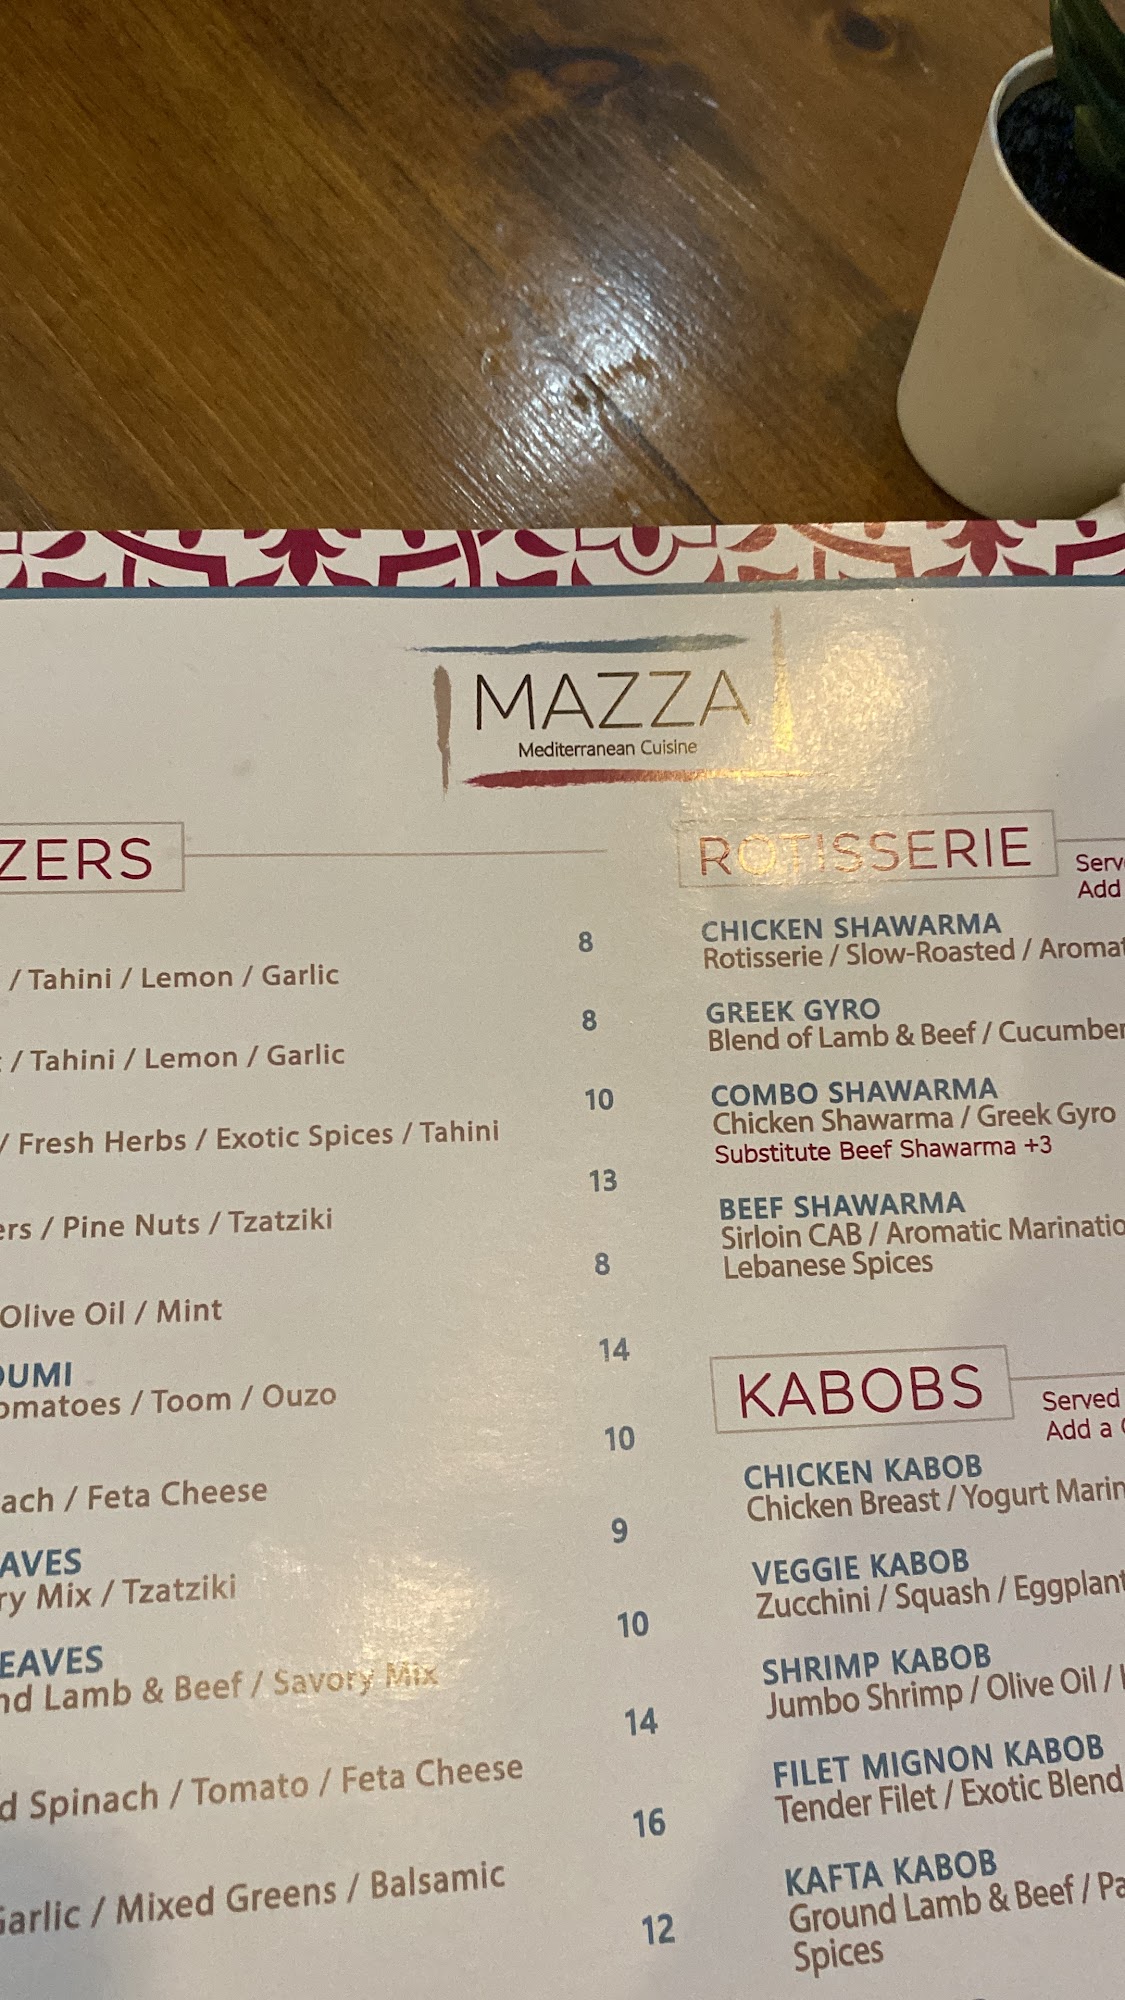 MAZZA
Mediterranean Cuisine
ZERS
8
/ Tahini / Lemon / Garlic
8
/ Tahini / Lemon / Garlic
10
/ Fresh Herbs / Exotic Spices / Tahini
13
ers / Pine Nuts / Tzatziki
8
Olive Oil / Mint
14
OUMI
omatoes / Toom / Ouzo
10
ach / Feta Cheese
9
AVES
ry Mix / Tzatziki
10
EAVES
nd Lamb & Beef / Savory Mix
14
d Spinach / Tomato / Feta Cheese
16
Garlic / Mixed Greens / Balsamic
12
ROTISSERIE
Serv
Add
CHICKEN SHAWARMA
Rotisserie / Slow-Roasted / Aromat
GREEK GYRO
Blend of Lamb & Beef / Cucumber
COMBO SHAWARMA
Chicken Shawarma / Greek Gyro
Substitute Beef Shawarma +3
BEEF SHAWARMA
Sirloin CAB / Aromatic Marinatio
Lebanese Spices
KABOBS
Served
Add a
CHICKEN KABOB
Chicken Breast / Yogurt Marin
VEGGIE KABOB
Zucchini / Squash / Eggplant
SHRIMP KABOB
Jumbo Shrimp / Olive Oil /
FILET MIGNON KABOB
Tender Filet / Exotic Blend
KAFTA KABOB
Ground Lamb & Beef / Pa
Spices